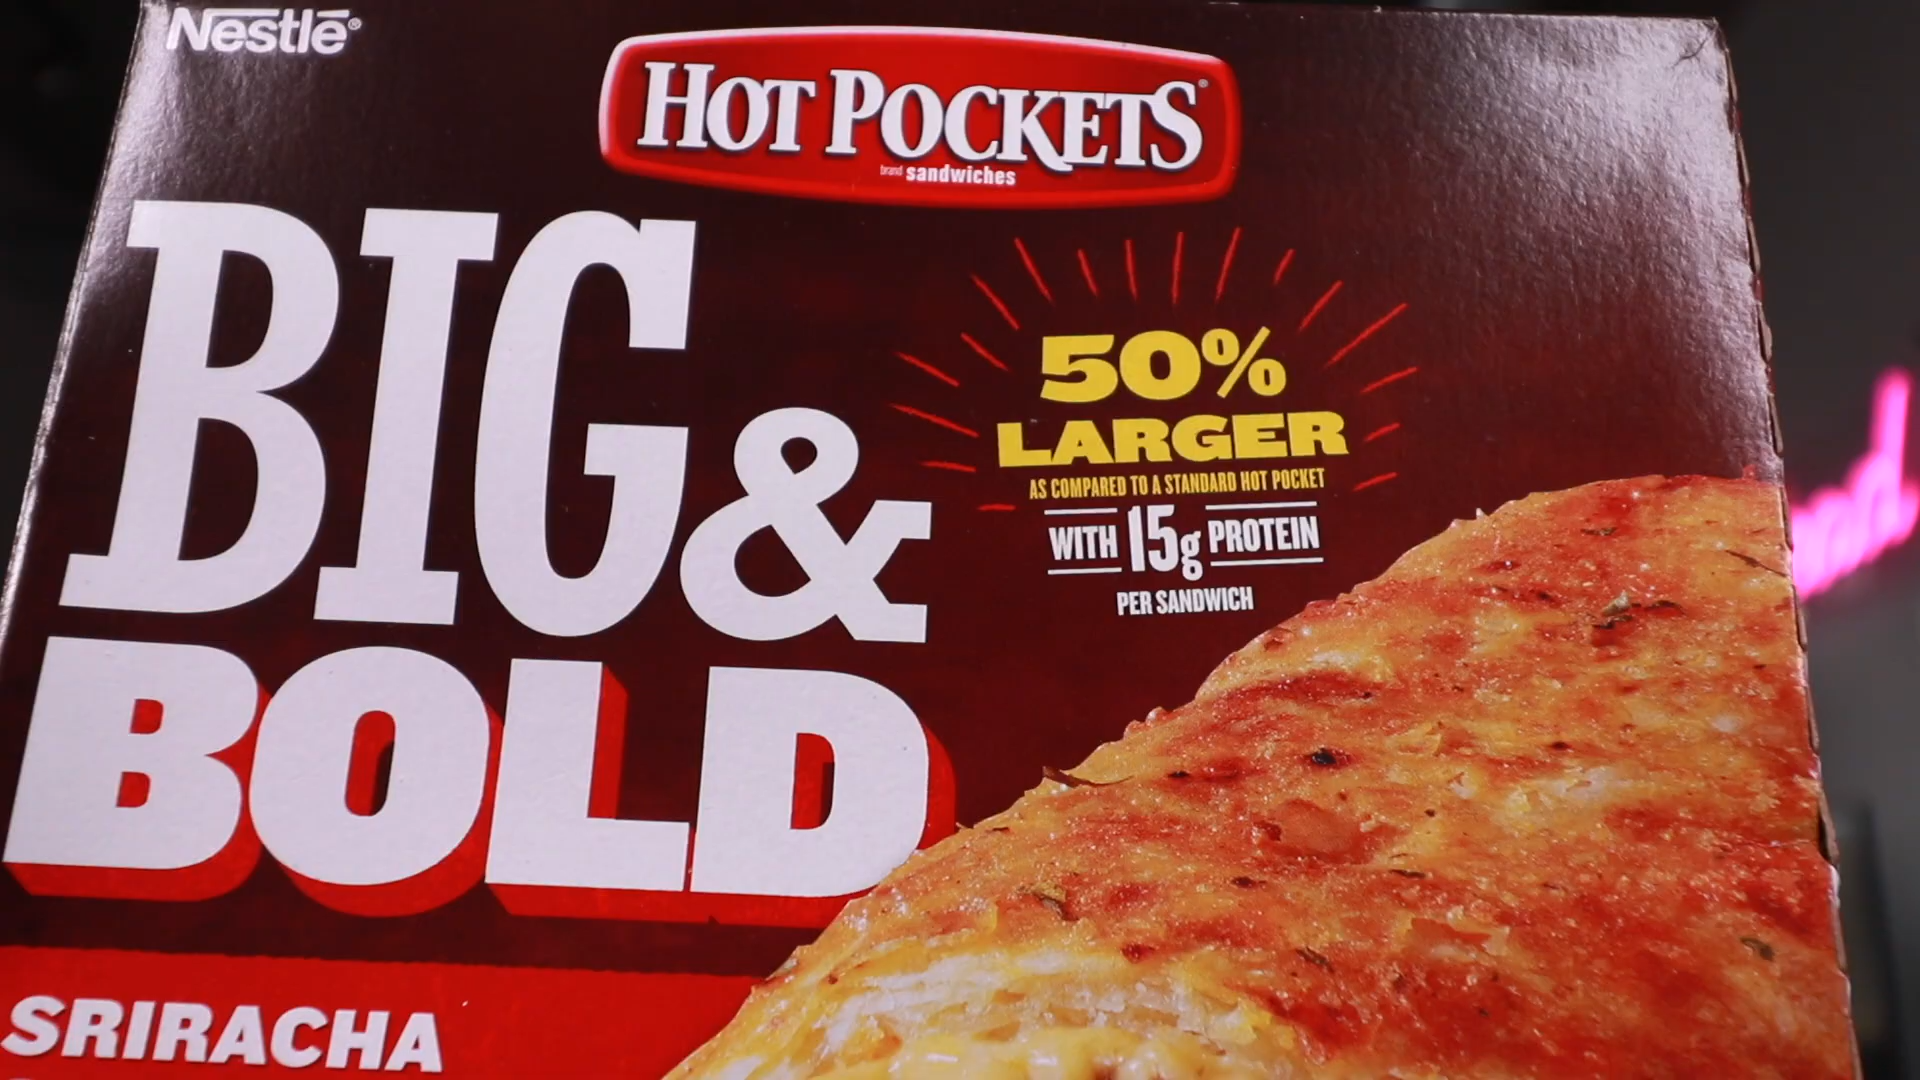 Nestlé®
HOT POCKETS®
brand sandwiches
BIG &
BOLD
50%
LARGER
AS COMPARED TO A STANDARD HOT POCKET
WITH 15g PROTEIN
PER SANDWICH
SRIRACHA